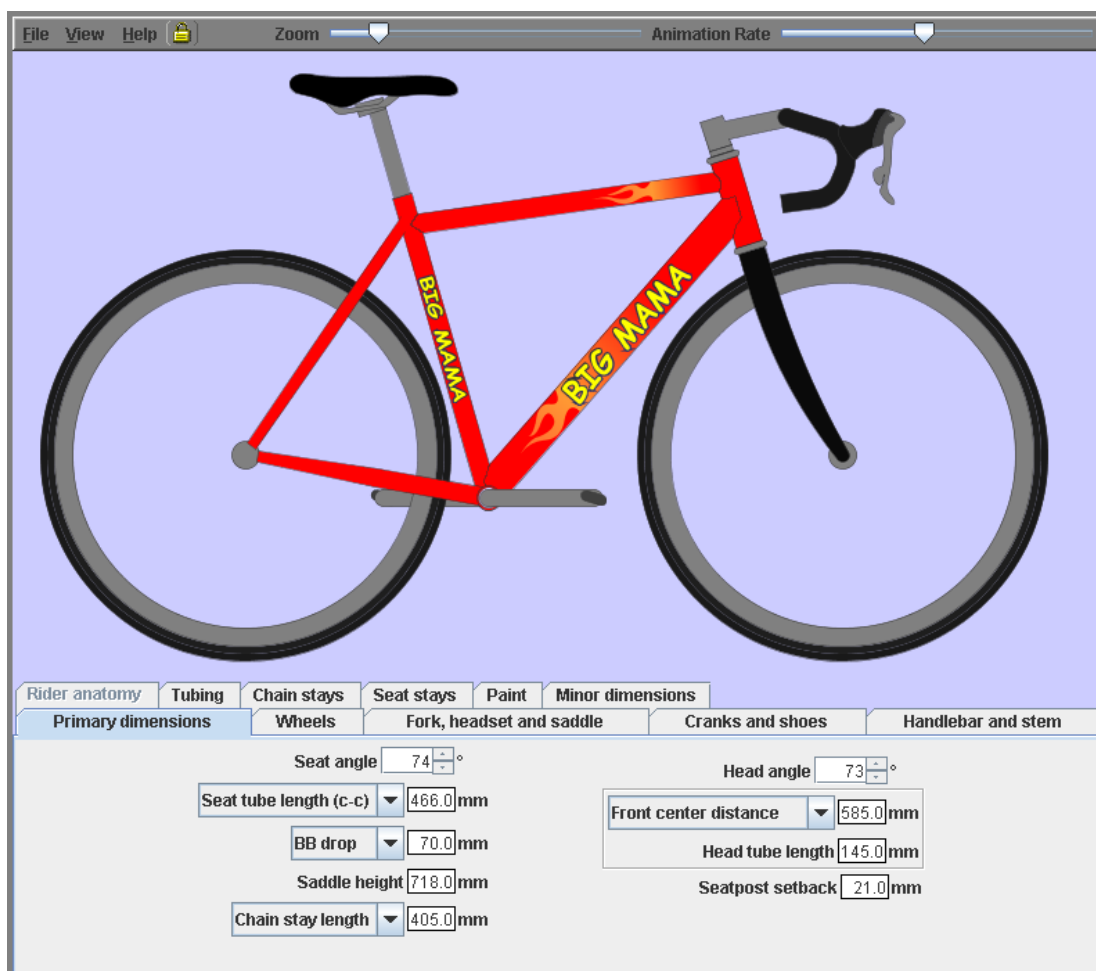 File View Help Zoom Animation Rate
BIG MAMA
BIG MAMA
Rider anatomy Tubing Chain stays Seat stays Paint Minor dimensions
Primary dimensions Wheels Fork, headset and saddle Cranks and shoes Handlebar and stem
Seat angle 74 °
Seat tube length (c-c) 466.0 mm
BB drop 70.0 mm
Saddle height 718.0 mm
Chain stay length 405.0 mm
Head angle 73 °
Front center distance 585.0 mm
Head tube length 145.0 mm
Seatpost setback 21.0 mm